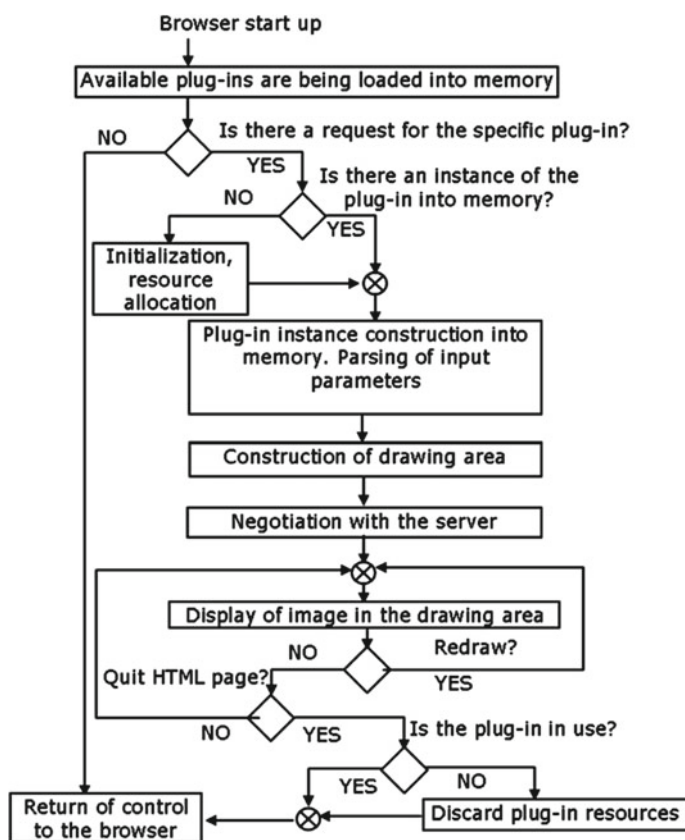 Browser start up
Available plug-ins are being loaded into memory
Is there a request for the specific plug-in?
NO
YES
Is there an instance of the
plug-in into memory?
NO
YES
Initialization,
resource
allocation
Plug-in instance construction into
memory. Parsing of input
parameters
Construction of drawing area
Negotiation with the server
Display of image in the drawing area
Redraw?
NO
YES
Quit HTML page?
NO
YES
Is the plug-in in use?
YES
NO
Return of control
to the browser
Discard plug-in resources